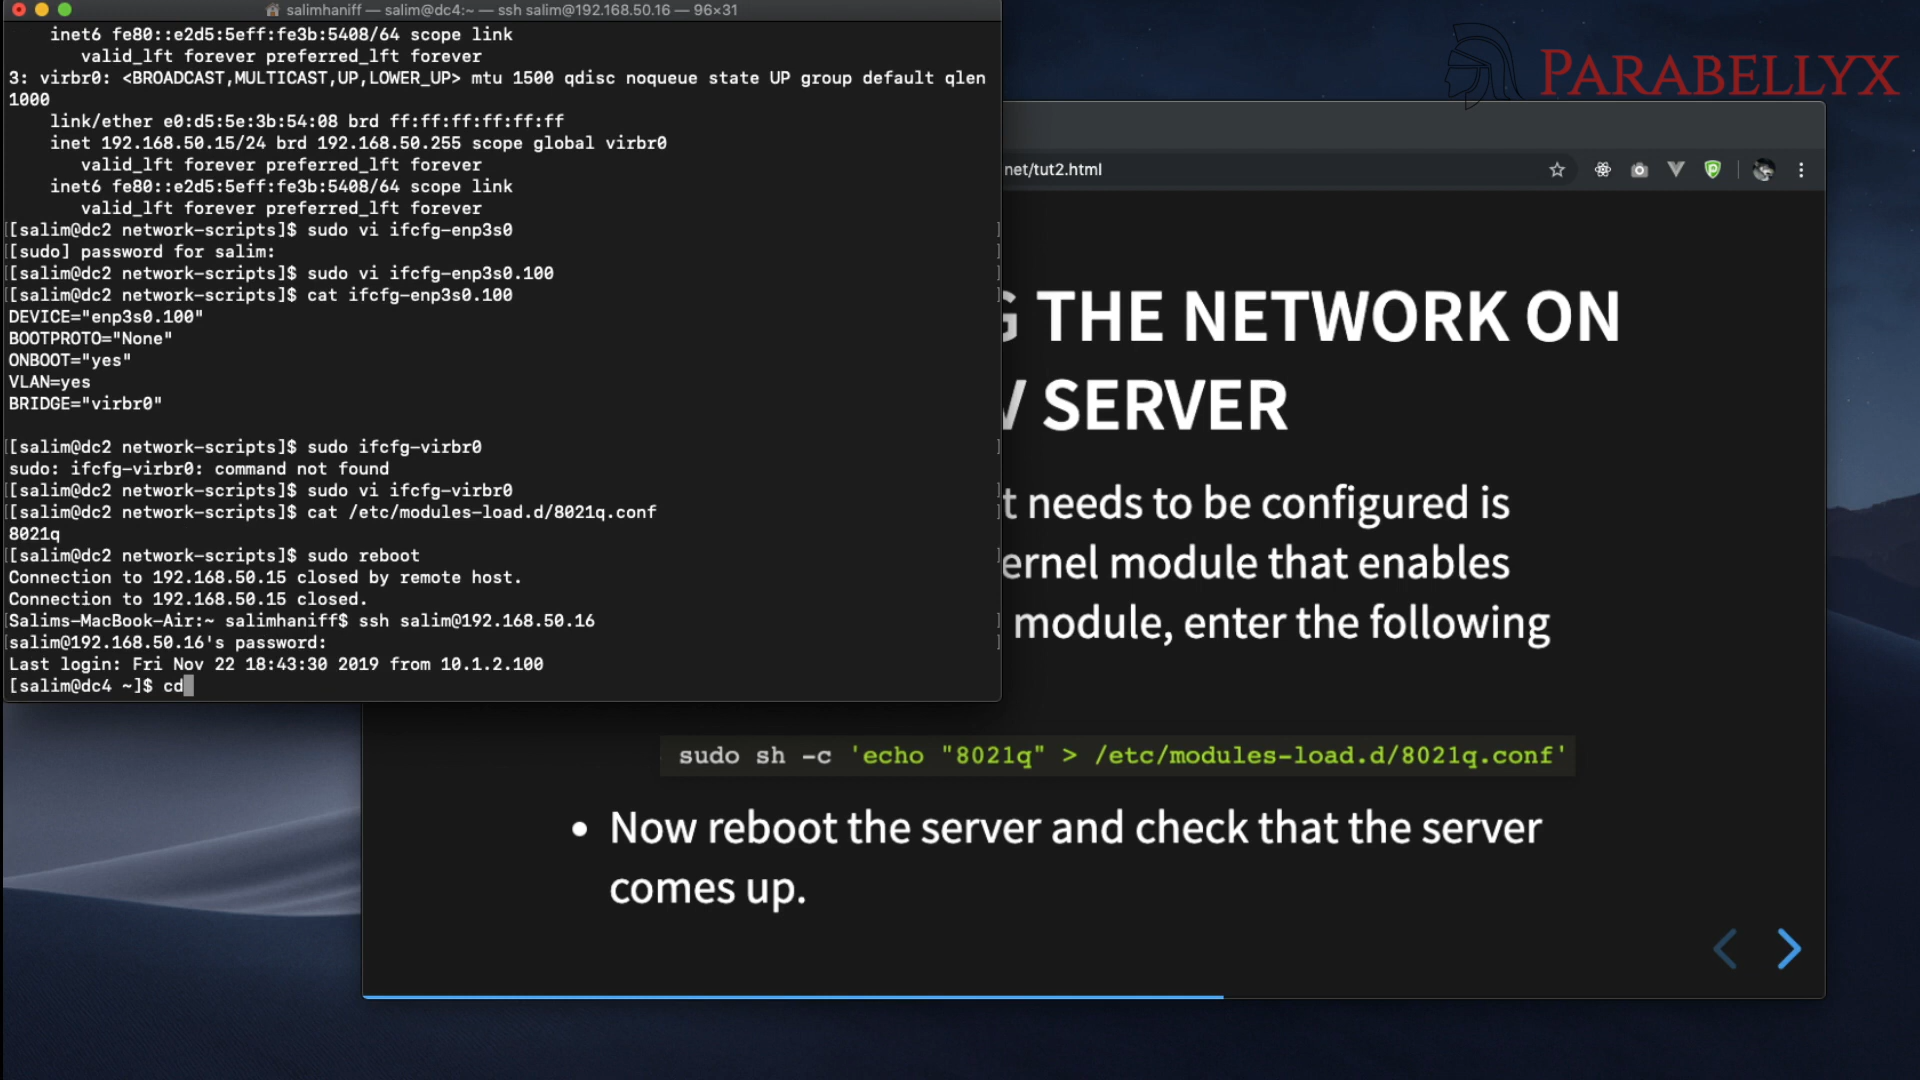 salimhaniff — salim@dc4:~ — ssh salim@192.168.50.16 — 96×31
inet6 fe80::e2d5:5eff:fe3b:5408/64 scope link
valid_lft forever preferred_lft forever
3: virbr0: <BROADCAST,MULTICAST,UP,LOWER_UP> mtu 1500 qdisc noqueue state UP group default qlen
1000
link/ether e0:d5:5e:3b:54:08 brd ff:ff:ff:ff:ff:ff
inet 192.168.50.15/24 brd 192.168.50.255 scope global virbr0
valid_lft forever preferred_lft forever
inet6 fe80::e2d5:5eff:fe3b:5408/64 scope link
valid_lft forever preferred_lft forever
[[salim@dc2 network-scripts]$ sudo vi ifcfg-enp3s0 ]
[[sudo] password for salim: ]
[[salim@dc2 network-scripts]$ sudo vi ifcfg-enp3s0.100 ]
[[salim@dc2 network-scripts]$ cat ifcfg-enp3s0.100 ]
DEVICE="enp3s0.100"
BOOTPROTO="None"
ONBOOT="yes"
VLAN=yes
BRIDGE="virbr0"
[[salim@dc2 network-scripts]$ sudo ifcfg-virbr0 ]
sudo: ifcfg-virbr0: command not found
[[salim@dc2 network-scripts]$ sudo vi ifcfg-virbr0 ]
[[salim@dc2 network-scripts]$ cat /etc/modules-load.d/8021q.conf ]
8021q
[[salim@dc2 network-scripts]$ sudo reboot ]
Connection to 192.168.50.15 closed by remote host.
Connection to 192.168.50.15 closed.
[Salims-MacBook-Air:~ salimhaniff$ ssh salim@192.168.50.16 ]
[salim@192.168.50.16's password: ]
Last login: Fri Nov 22 18:43:30 2019 from 10.1.2.100
[salim@dc4 ~]$ cd
PARABELLYX
net/tut2.html
G THE NETWORK ON
V SERVER
t needs to be configured is
ernel module that enables
module, enter the following
sudo sh -c 'echo "8021q" > /etc/modules-load.d/8021q.conf'
• Now reboot the server and check that the server
comes up.